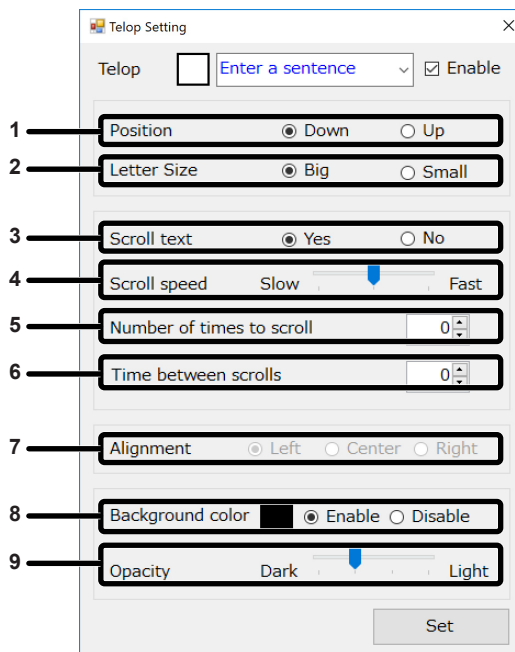 Telop Setting
Telop Enter a sentence Enable
1 Position Down Up
2 Letter Size Big Small
3 Scroll text Yes No
4 Scroll speed Slow Fast
5 Number of times to scroll 0
6 Time between scrolls 0
7 Alignment Left Center Right
8 Background color Enable Disable
9 Opacity Dark Light
Set